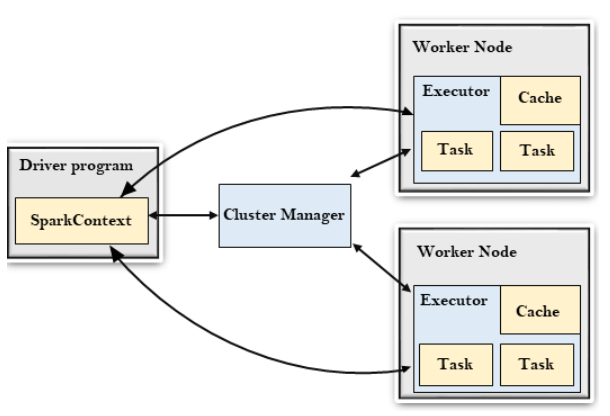 Driver program
SparkContext
Cluster Manager
Worker Node
Executor
Cache
Task
Task
Worker Node
Executor
Cache
Task
Task